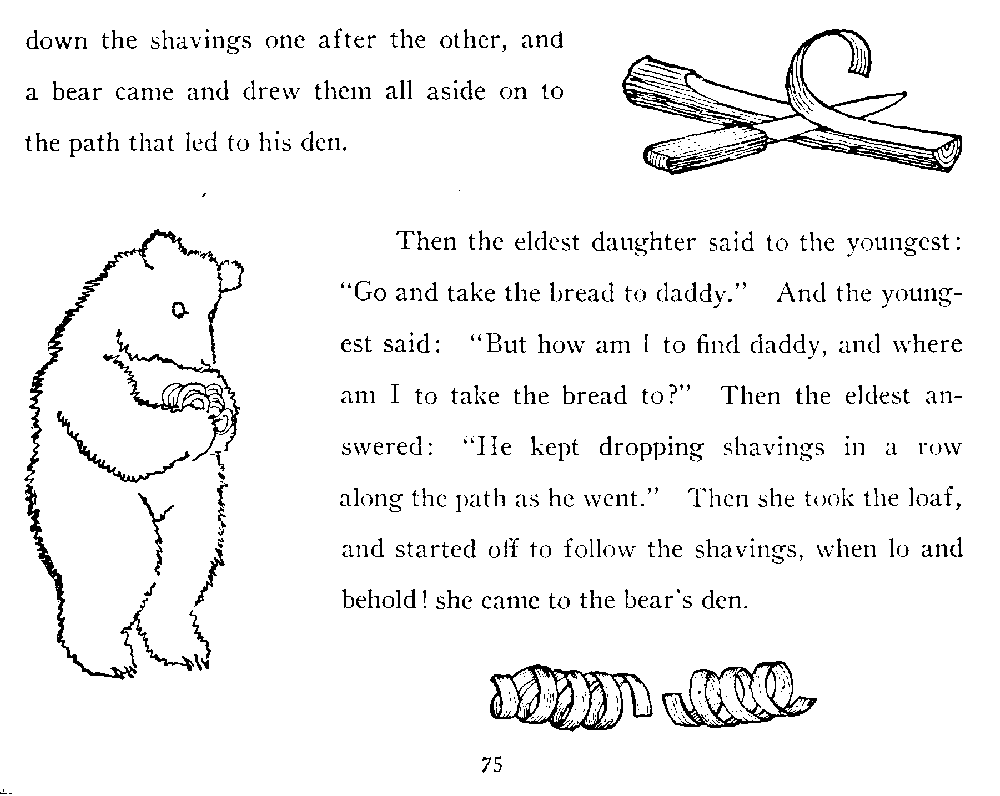 down the shavings one after the other, and
a bear came and drew them all aside on to
the path that led to his den.
Then the eldest daughter said to the youngest:
“Go and take the bread to daddy.” And the young-
est said: “But how am I to find daddy, and where
am I to take the bread to?” Then the eldest an-
swered: “He kept dropping shavings in a row
along the path as he went.” Then she took the loaf,
and started off to follow the shavings, when lo and
behold! she came to the bear's den.
75